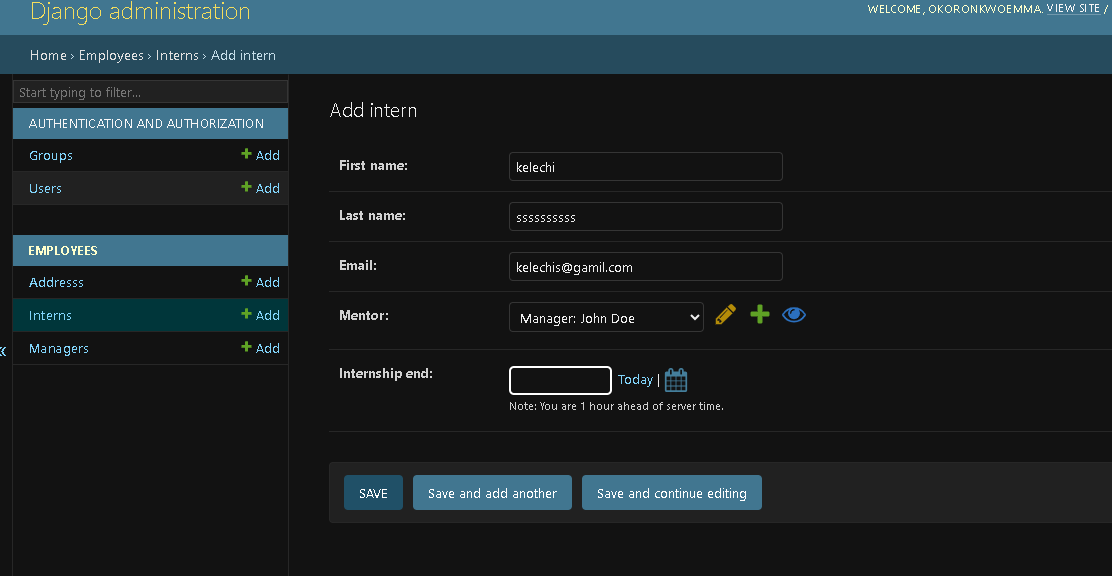 Django administration
WELCOME, OKORONKWOEMMA. VIEW SITE /
Home › Employees › Interns › Add intern
Start typing to filter...
AUTHENTICATION AND AUTHORIZATION
Groups + Add
Users + Add
EMPLOYEES
Addresss + Add
Interns + Add
Managers + Add
«
Add intern
First name: kelechi
Last name: ssssssssss
Email: kelechis@gamil.com
Mentor: Manager: John Doe
Internship end: Today |
Note: You are 1 hour ahead of server time.
SAVE Save and add another Save and continue editing